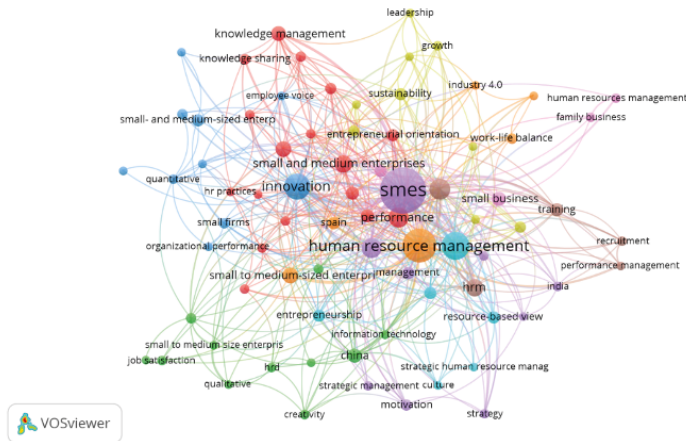 leadership
knowledge management
growth
knowledge sharing
industry 4.0
employee voice
sustainability
human resources management
small- and medium-sized enterp
family business
entrepreneurial orientation
work-life balance
small and medium enterprises
quantitative
innovation
smes
hr practices
small business
performance
training
small firms
spain
organizational performance
human resource management
recruitment
performance management
small to medium-sized enterpri
management
hrm
india
entrepreneurship
resource-based view
information technology
small to medium-size enterpris
china
job satisfaction
hrd
strategic human resource manag
qualitative
strategic management
culture
motivation
creativity
strategy
VOSviewer